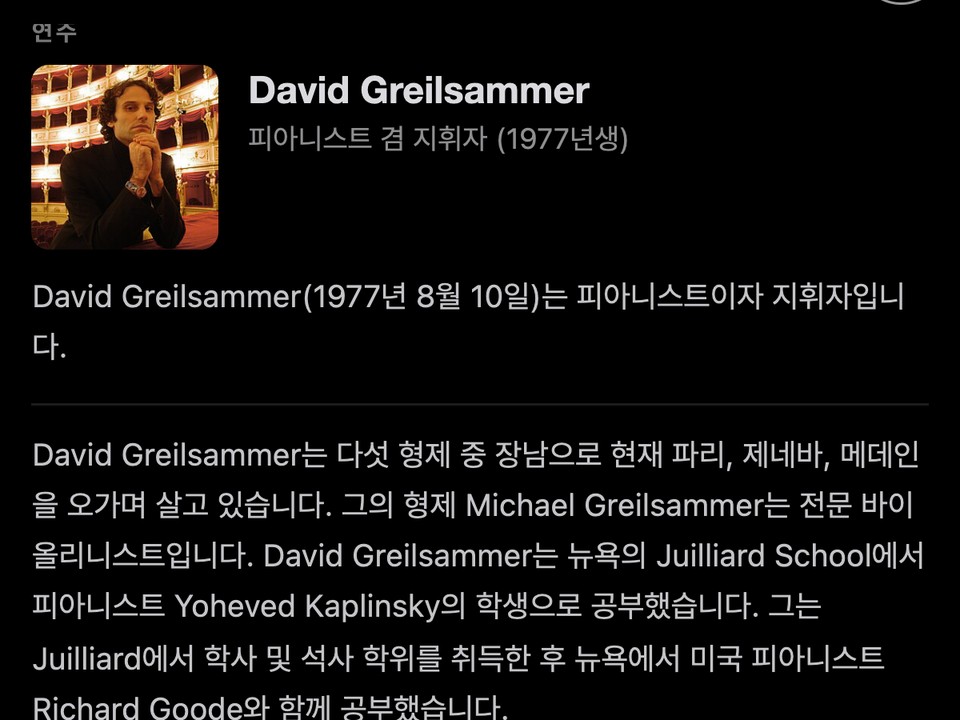 연수
David Greilsammer
피아니스트 겸 지휘자 (1977년생)
David Greilsammer(1977년 8월 10일)는 피아니스트이자 지휘자입니
다.
David Greilsammer는 다섯 형제 중 장남으로 현재 파리, 제네바, 메데인
을 오가며 살고 있습니다. 그의 형제 Michael Greilsammer는 전문 바이
올리니스트입니다. David Greilsammer는 뉴욕의 Juilliard School에서
피아니스트 Yoheved Kaplinsky의 학생으로 공부했습니다. 그는
Juilliard에서 학사 및 석사 학위를 취득한 후 뉴욕에서 미국 피아니스트
Richard Goode와 함께 공부했습니다.